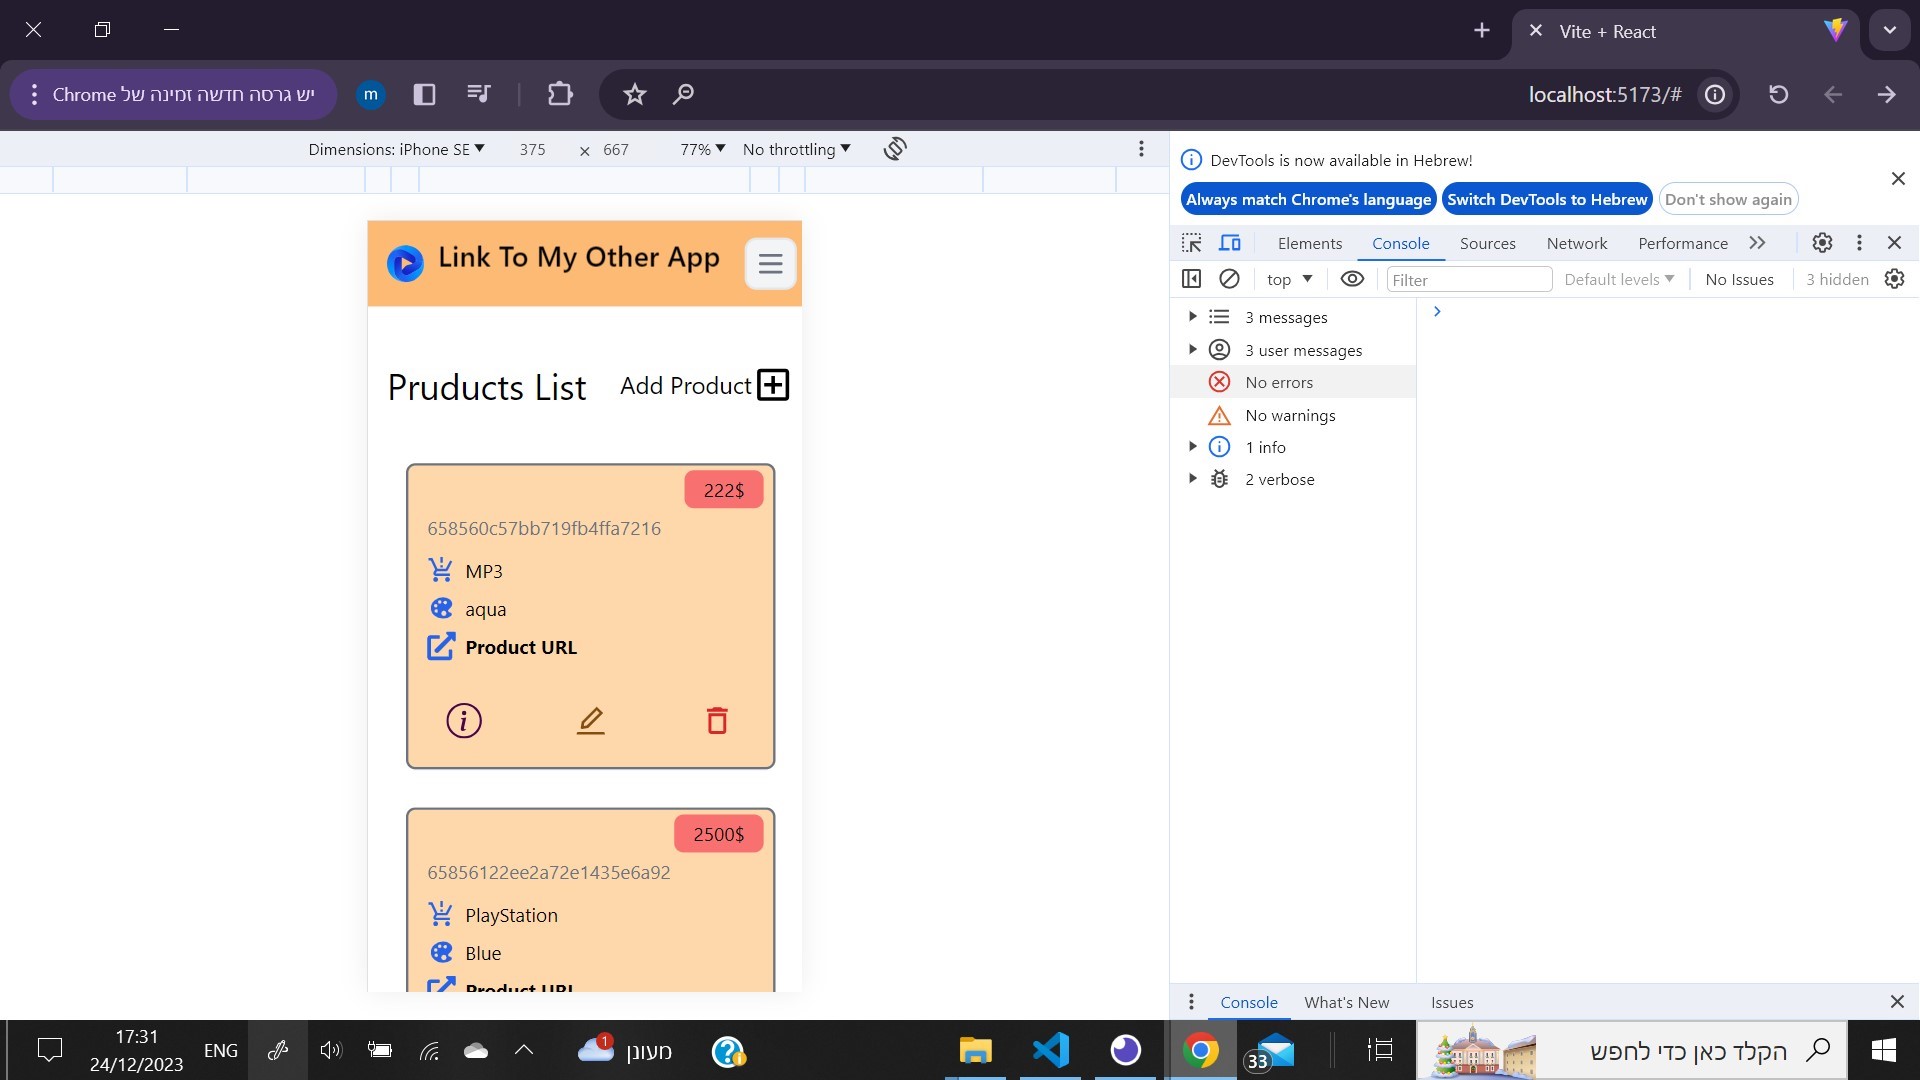 Vite + React
יש גרסה חדשה זמינה של Chrome
m
localhost:5173/#
Dimensions: iPhone SE
375
×
667
77%
No throttling
Link To My Other App
Pruducts List
Add Product
222$
658560c57bb719fb4ffa7216
MP3
aqua
Product URL
2500$
65856122ee2a72e1435e6a92
PlayStation
Blue
Product URL
DevTools is now available in Hebrew!
Always match Chrome's language
Switch DevTools to Hebrew
Don't show again
Elements
Console
Sources
Network
Performance
top
Filter
Default levels
No Issues
3 hidden
3 messages
3 user messages
No errors
No warnings
1 info
2 verbose
Console
What's New
Issues
17:31
24/12/2023
ENG
1
מעונן
33
הקלד כאן כדי לחפש